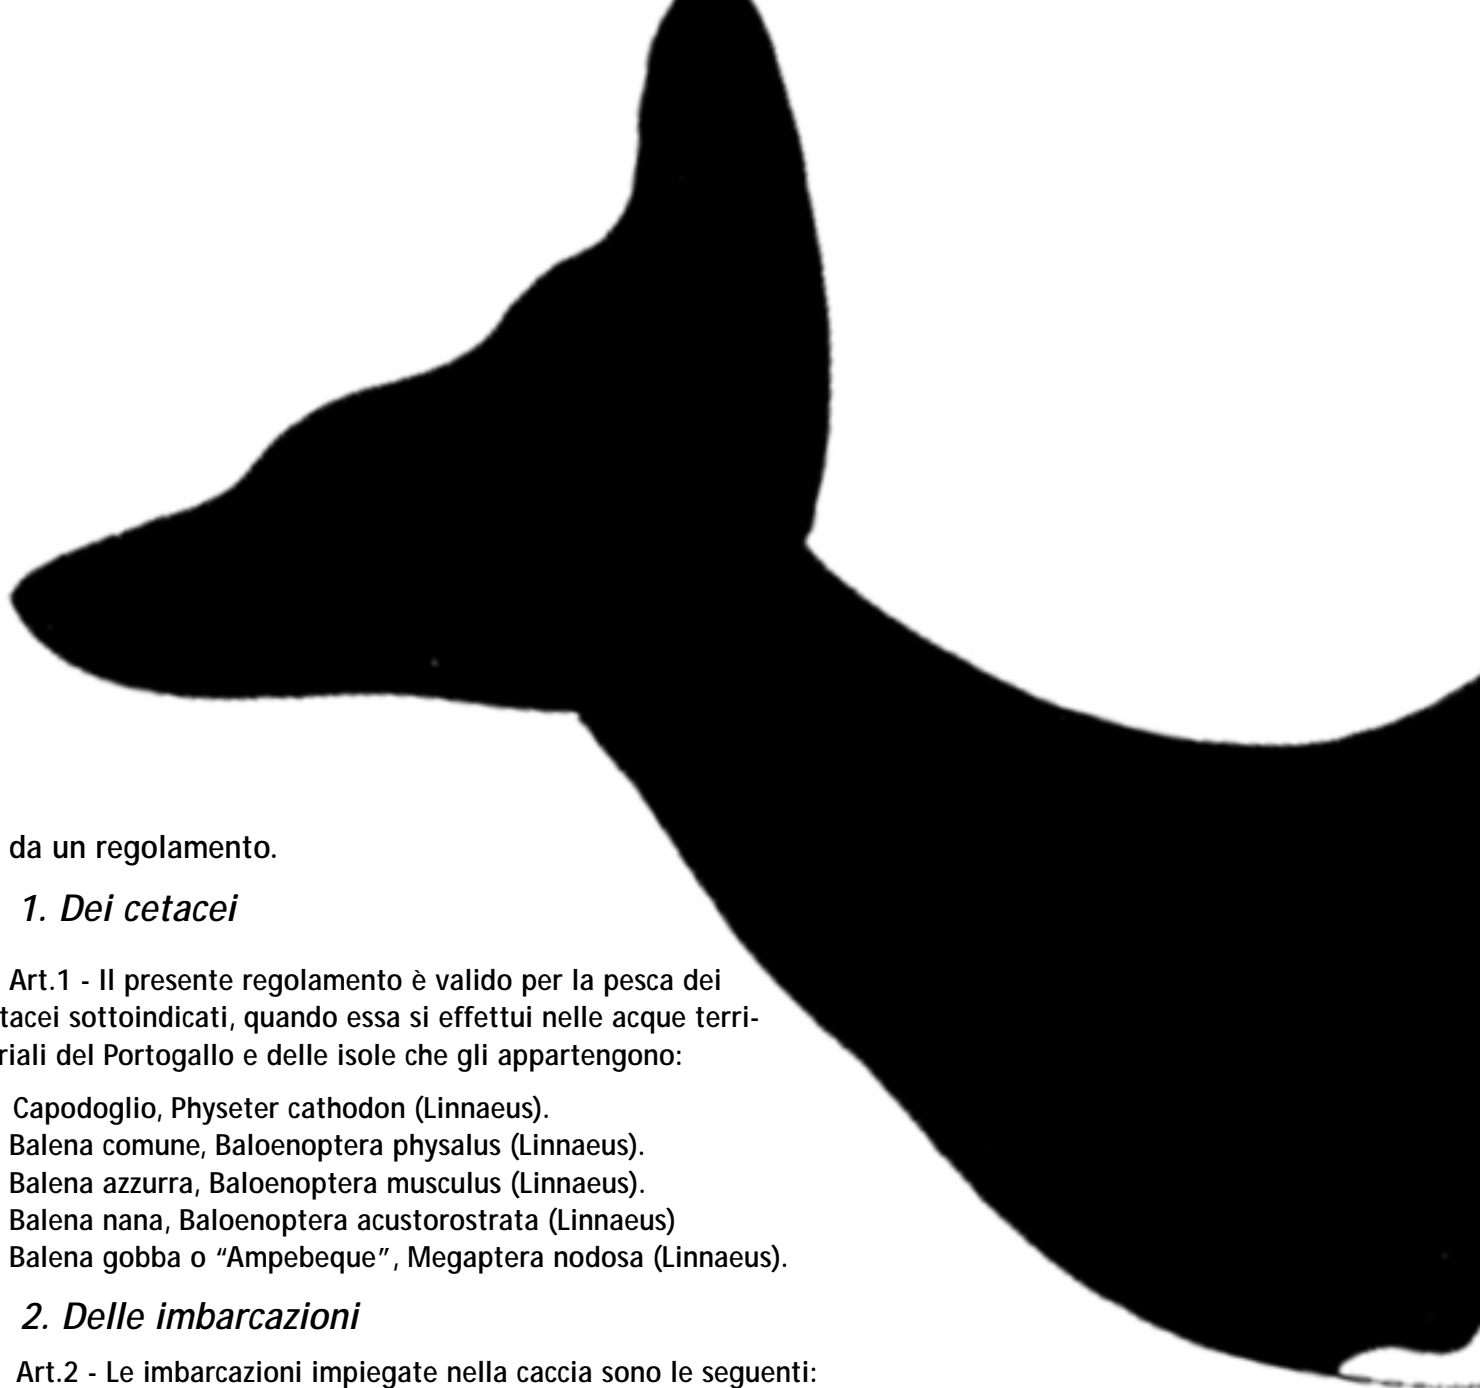 da un regolamento.
1. Dei cetacei
Art.1 - Il presente regolamento è valido per la pesca dei
tacei sottoindicati, quando essa si effettui nelle acque terri-
riali del Portogallo e delle isole che gli appartengono:
Capodoglio, Physeter cathodon (Linnaeus).
Balena comune, Baloenoptera physalus (Linnaeus).
Balena azzurra, Baloenoptera musculus (Linnaeus).
Balena nana, Baloenoptera acustorostrata (Linnaeus)
Balena gobba o “Ampebeque”, Megaptera nodosa (Linnaeus).
2. Delle imbarcazioni
Art.2 - Le imbarcazioni impiegate nella caccia sono le seguenti: